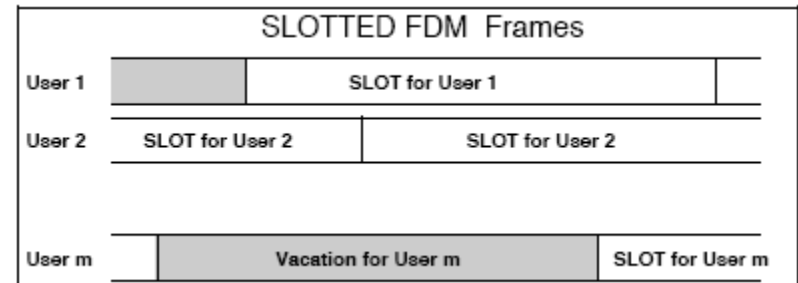 SLOTTED FDM Frames
User 1 SLOT for User 1
User 2 SLOT for User 2 SLOT for User 2
User m Vacation for User m SLOT for User m